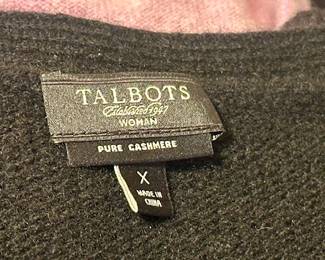 TALBOTS
Established 1947
WOMAN
PURE CASHMERE
X
MADE IN
CHINA